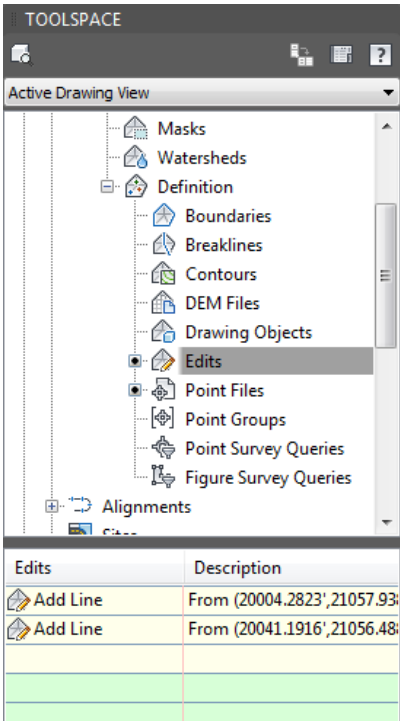 TOOLSPACE
Active Drawing View
Masks
Watersheds
Definition
Boundaries
Breaklines
Contours
DEM Files
Drawing Objects
Edits
Point Files
Point Groups
Point Survey Queries
Figure Survey Queries
Alignments
Edits Description
Add Line From (20004.2823',21057.93
Add Line From (20041.1916',21056.48